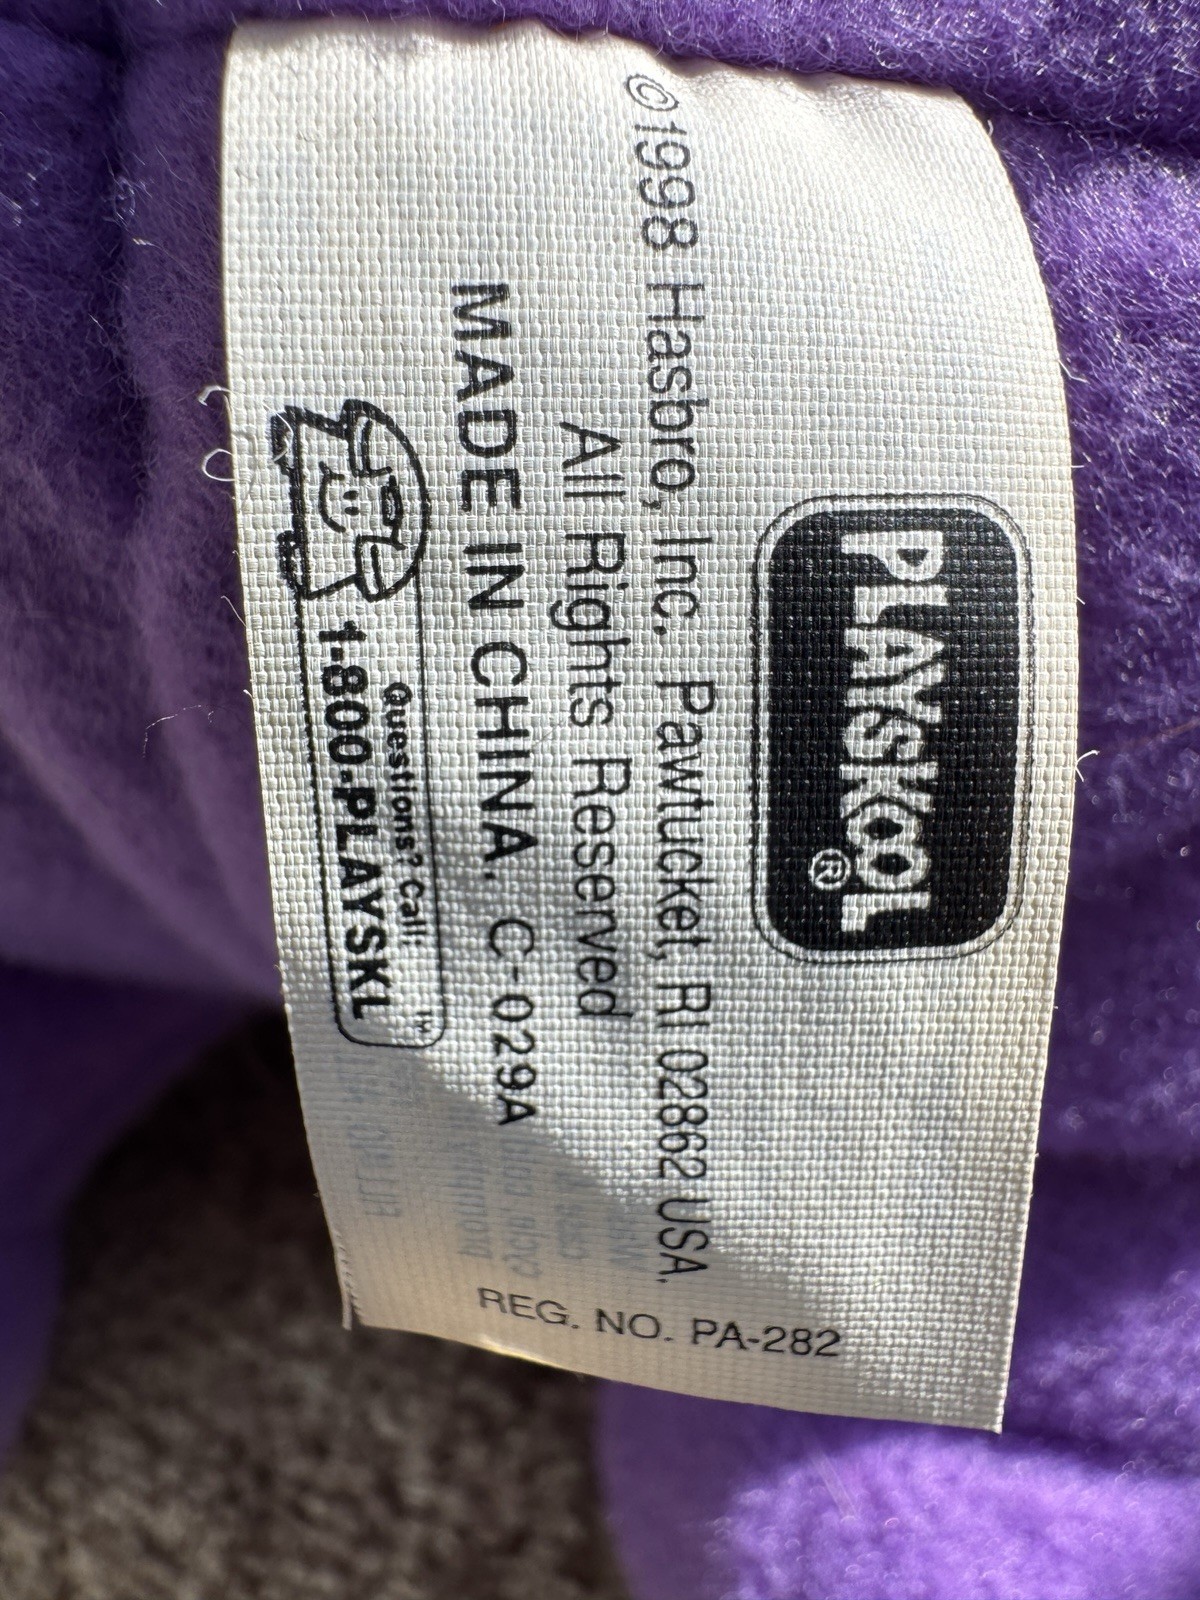 PLAYSKOOL®
©1998 Hasbro, Inc. Pawtucket, RI 02862 USA.
All Rights Reserved
MADE IN CHINA. C-029A
Questions? Call:
1-800-PLAYSKL TM
REG. NO. PA-282